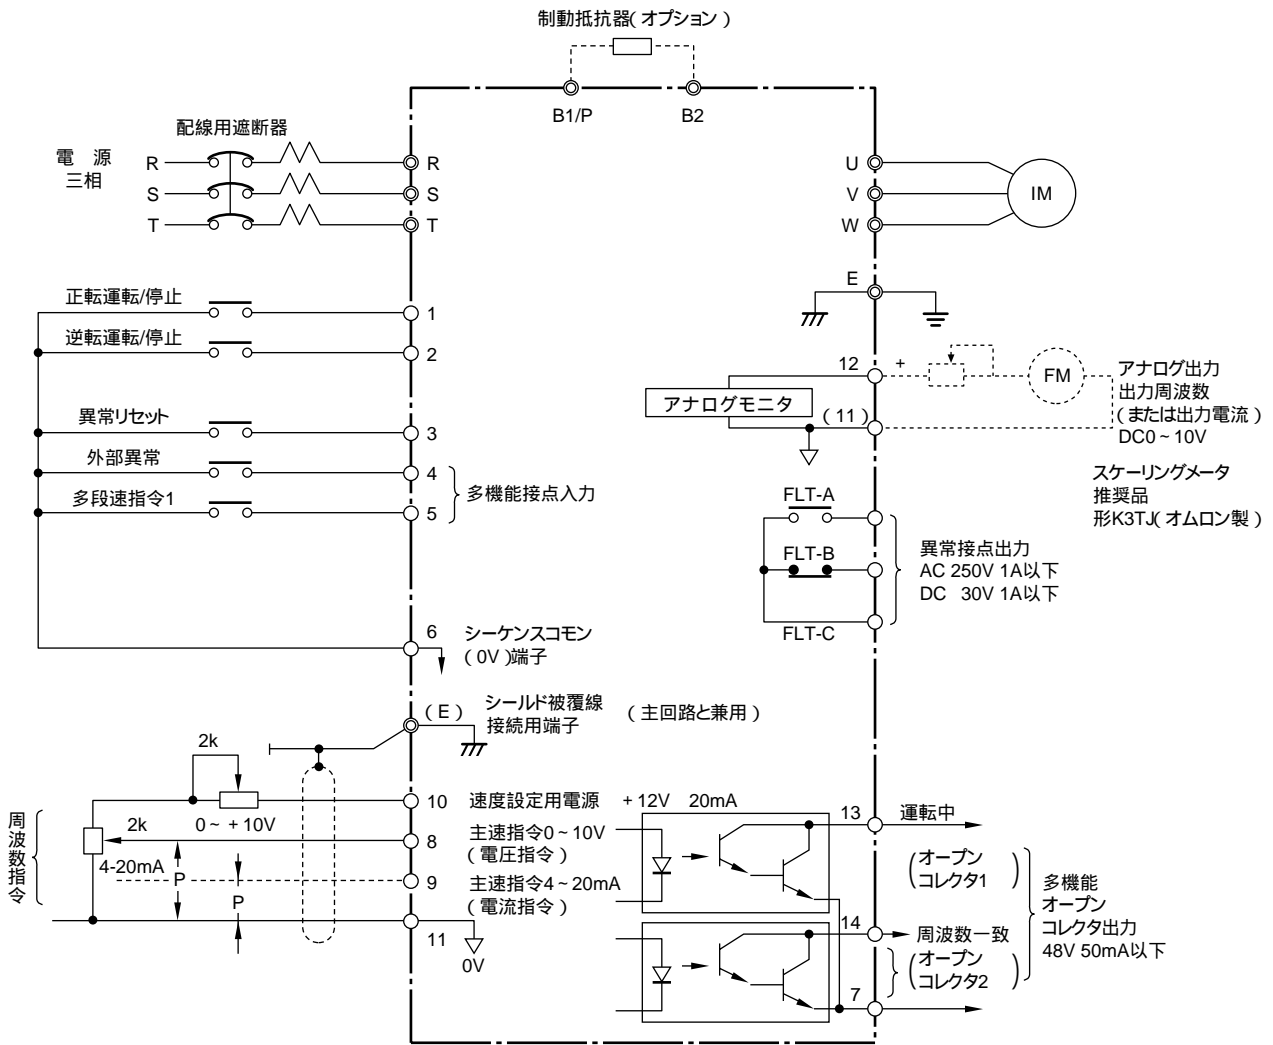 制動抵抗器(オプション)
B1/P B2
配線用遮断器
電 源
三相
R R
S S
T T
U
V
W
IM
E
正転運転/停止 1
逆転運転/停止 2
異常リセット 3
外部異常 4
多段速指令1 5
多機能接点入力
12 +
FM
アナログモニタ
(11)
アナログ出力
出力周波数
(または出力電流)
DC0~10V
スケーリングメータ
推奨品
形K3TJ(オムロン製)
FLT-A
FLT-B
FLT-C
異常接点出力
AC 250V 1A以下
DC 30V 1A以下
6 シーケンスコモン
(0V)端子
(E) シールド被覆線
接続用端子
(主回路と兼用)
周波数指令
2k
0~+10V
2k
4-20mA
P
P
10 速度設定用電源 +12V 20mA
8 主速指令0~10V
(電圧指令)
9 主速指令4~20mA
(電流指令)
11
0V
13 運転中
(オープン
コレクタ1)
14 周波数一致
(オープン
コレクタ2)
7
多機能
オープン
コレクタ出力
48V 50mA以下